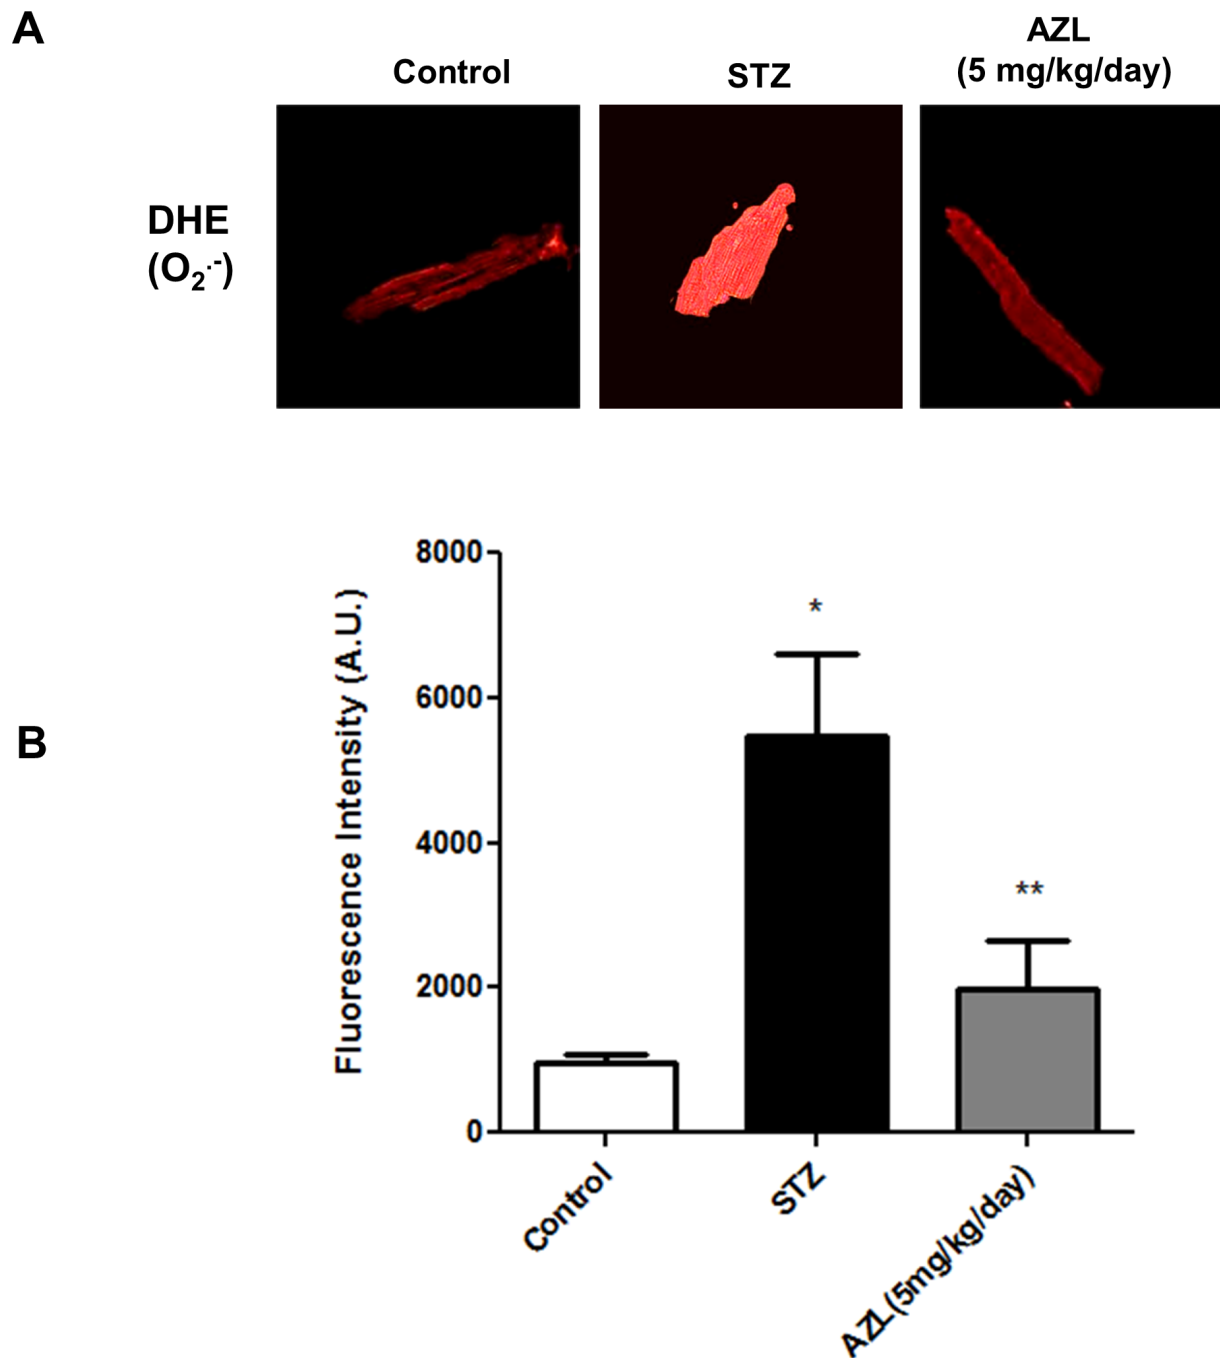 A
Control
STZ
AZL
(5 mg/kg/day)
DHE
(O₂·⁻)
B
Fluorescence Intensity (A.U.)
8000
6000
4000
2000
0
*
**
Control
STZ
AZL(5mg/kg/day)